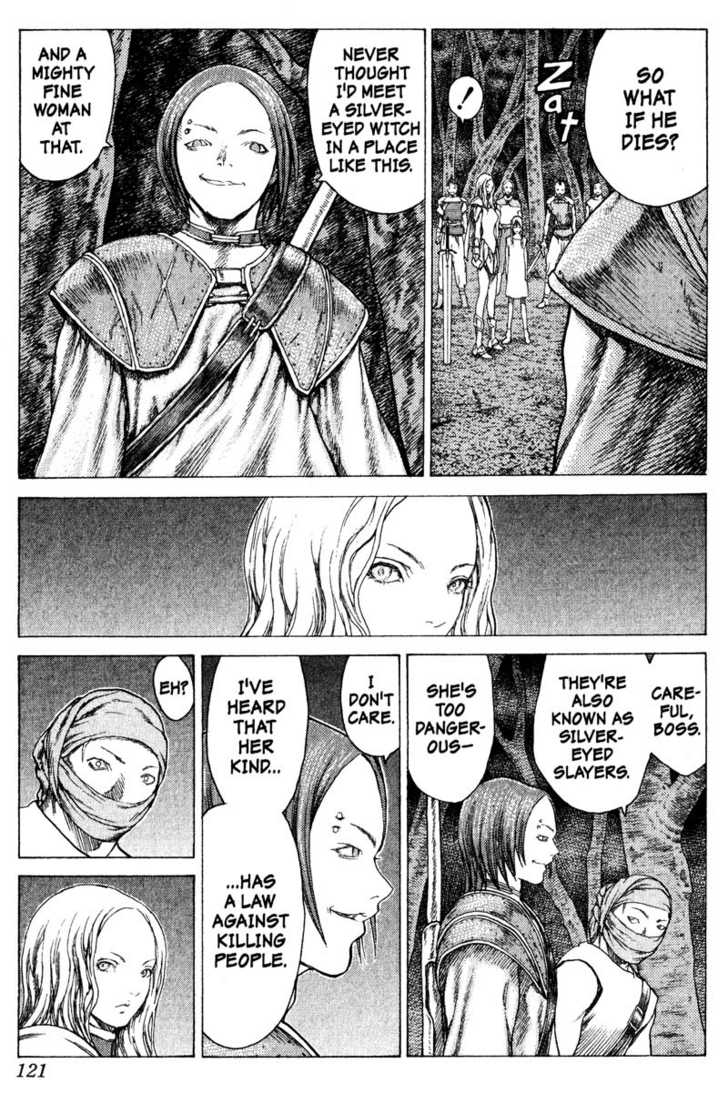 SO
WHAT
IF HE
DIES?
Zat
!
NEVER
THOUGHT
I'D MEET
A SILVER-
EYED WITCH
IN A PLACE
LIKE THIS.
AND A
MIGHTY
FINE
WOMAN
AT
THAT.
CARE-
FUL,
BOSS.
THEY'RE
ALSO
KNOWN AS
SILVER-
EYED
SLAYERS.
SHE'S
TOO
DANGER-
OUS—
I
DON'T
CARE.
I'VE
HEARD
THAT
HER
KIND...
...HAS
A LAW
AGAINST
KILLING
PEOPLE.
EH?
121